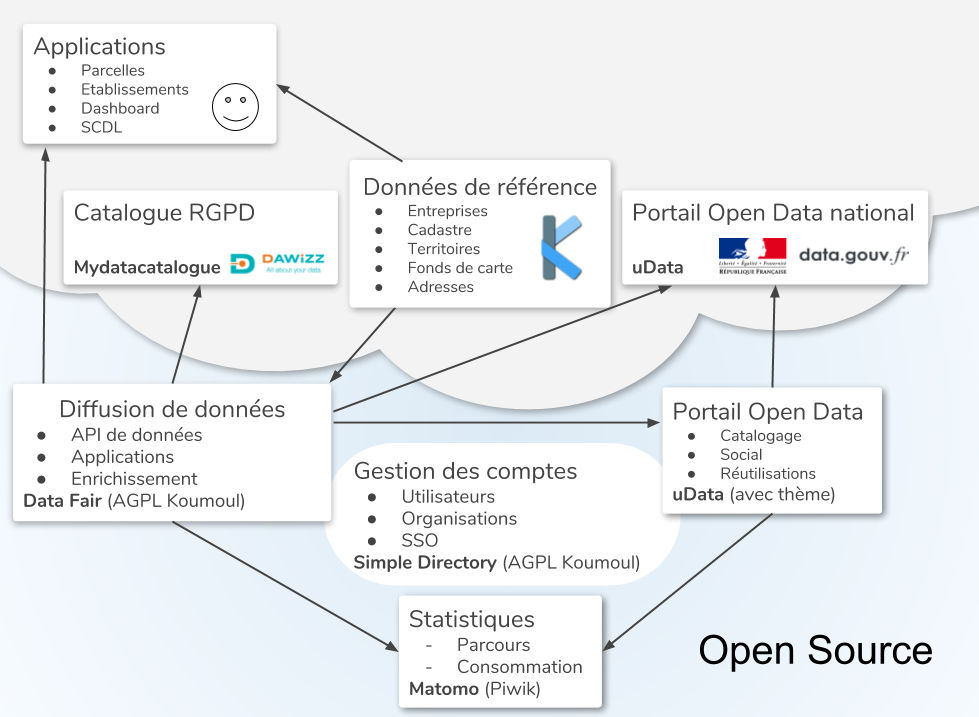 Applications
● Parcelles
● Etablissements
● Dashboard
● SCDL
Données de référence
● Entreprises
● Cadastre
● Territoires
● Fonds de carte
● Adresses
Catalogue RGPD
Mydatacatalogue
DAWIZZ
All about your data
Portail Open Data national
uData
Liberté • Égalité • Fraternité
RÉPUBLIQUE FRANÇAISE
data.gouv.fr
Diffusion de données
● API de données
● Applications
● Enrichissement
Data Fair (AGPL Koumoul)
Portail Open Data
● Catalogage
● Social
● Réutilisations
uData (avec thème)
Gestion des comptes
● Utilisateurs
● Organisations
● SSO
Simple Directory (AGPL Koumoul)
Statistiques
- Parcours
- Consommation
Matomo (Piwik)
Open Source